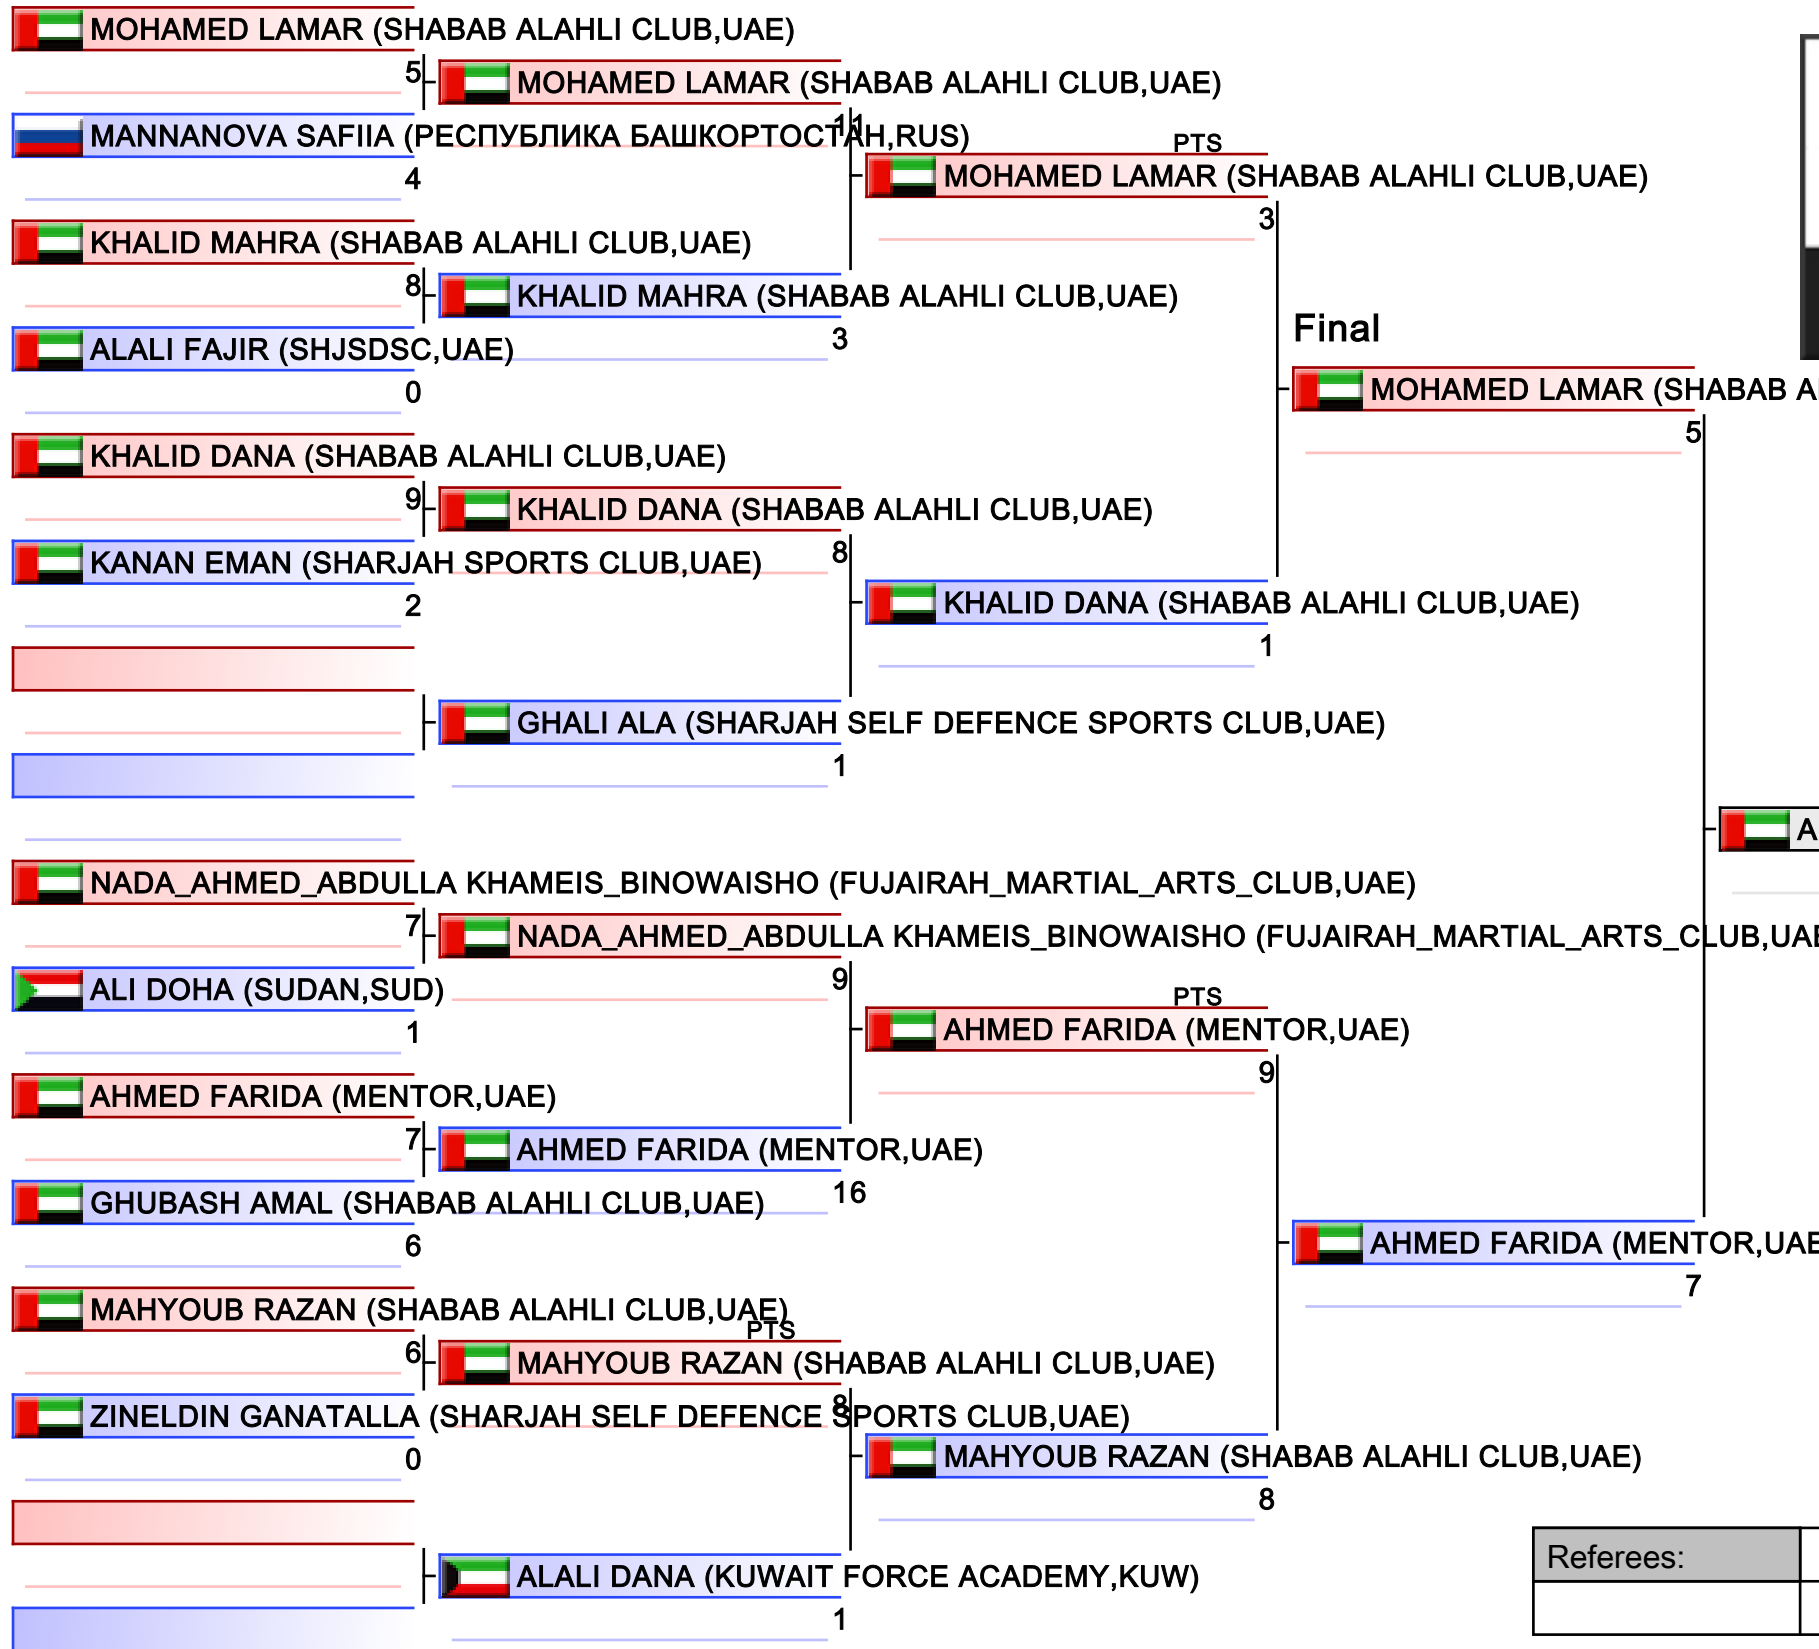 MOHAMED LAMAR (SHABAB ALAHLI CLUB,UAE)
5
MANNANOVA SAFIIA (РЕСПУБЛИКА БАШКОРТОСТАН,RUS)
4
KHALID MAHRA (SHABAB ALAHLI CLUB,UAE)
8
ALALI FAJIR (SHJSDSC,UAE)
0
KHALID DANA (SHABAB ALAHLI CLUB,UAE)
9
KANAN EMAN (SHARJAH SPORTS CLUB,UAE)
2
NADA_AHMED_ABDULLA KHAMEIS_BINOWAISHO (FUJAIRAH_MARTIAL_ARTS_CLUB,UAE)
7
ALI DOHA (SUDAN,SUD)
1
AHMED FARIDA (MENTOR,UAE)
7
GHUBASH AMAL (SHABAB ALAHLI CLUB,UAE)
6
MAHYOUB RAZAN (SHABAB ALAHLI CLUB,UAE)
6
ZINELDIN GANATALLA (SHARJAH SELF DEFENCE SPORTS CLUB,UAE)
0
MOHAMED LAMAR (SHABAB ALAHLI CLUB,UAE)
11
KHALID MAHRA (SHABAB ALAHLI CLUB,UAE)
3
KHALID DANA (SHABAB ALAHLI CLUB,UAE)
8
GHALI ALA (SHARJAH SELF DEFENCE SPORTS CLUB,UAE)
1
NADA_AHMED_ABDULLA KHAMEIS_BINOWAISHO (FUJAIRAH_MARTIAL_ARTS_CLUB,UAE
9
AHMED FARIDA (MENTOR,UAE)
16
PTS
MAHYOUB RAZAN (SHABAB ALAHLI CLUB,UAE)
8
ALALI DANA (KUWAIT FORCE ACADEMY,KUW)
1
PTS
MOHAMED LAMAR (SHABAB ALAHLI CLUB,UAE)
3
KHALID DANA (SHABAB ALAHLI CLUB,UAE)
1
PTS
AHMED FARIDA (MENTOR,UAE)
9
MAHYOUB RAZAN (SHABAB ALAHLI CLUB,UAE)
8
Final
MOHAMED LAMAR (SHABAB A
5
AHMED FARIDA (MENTOR,UAE
7
A
Referees: